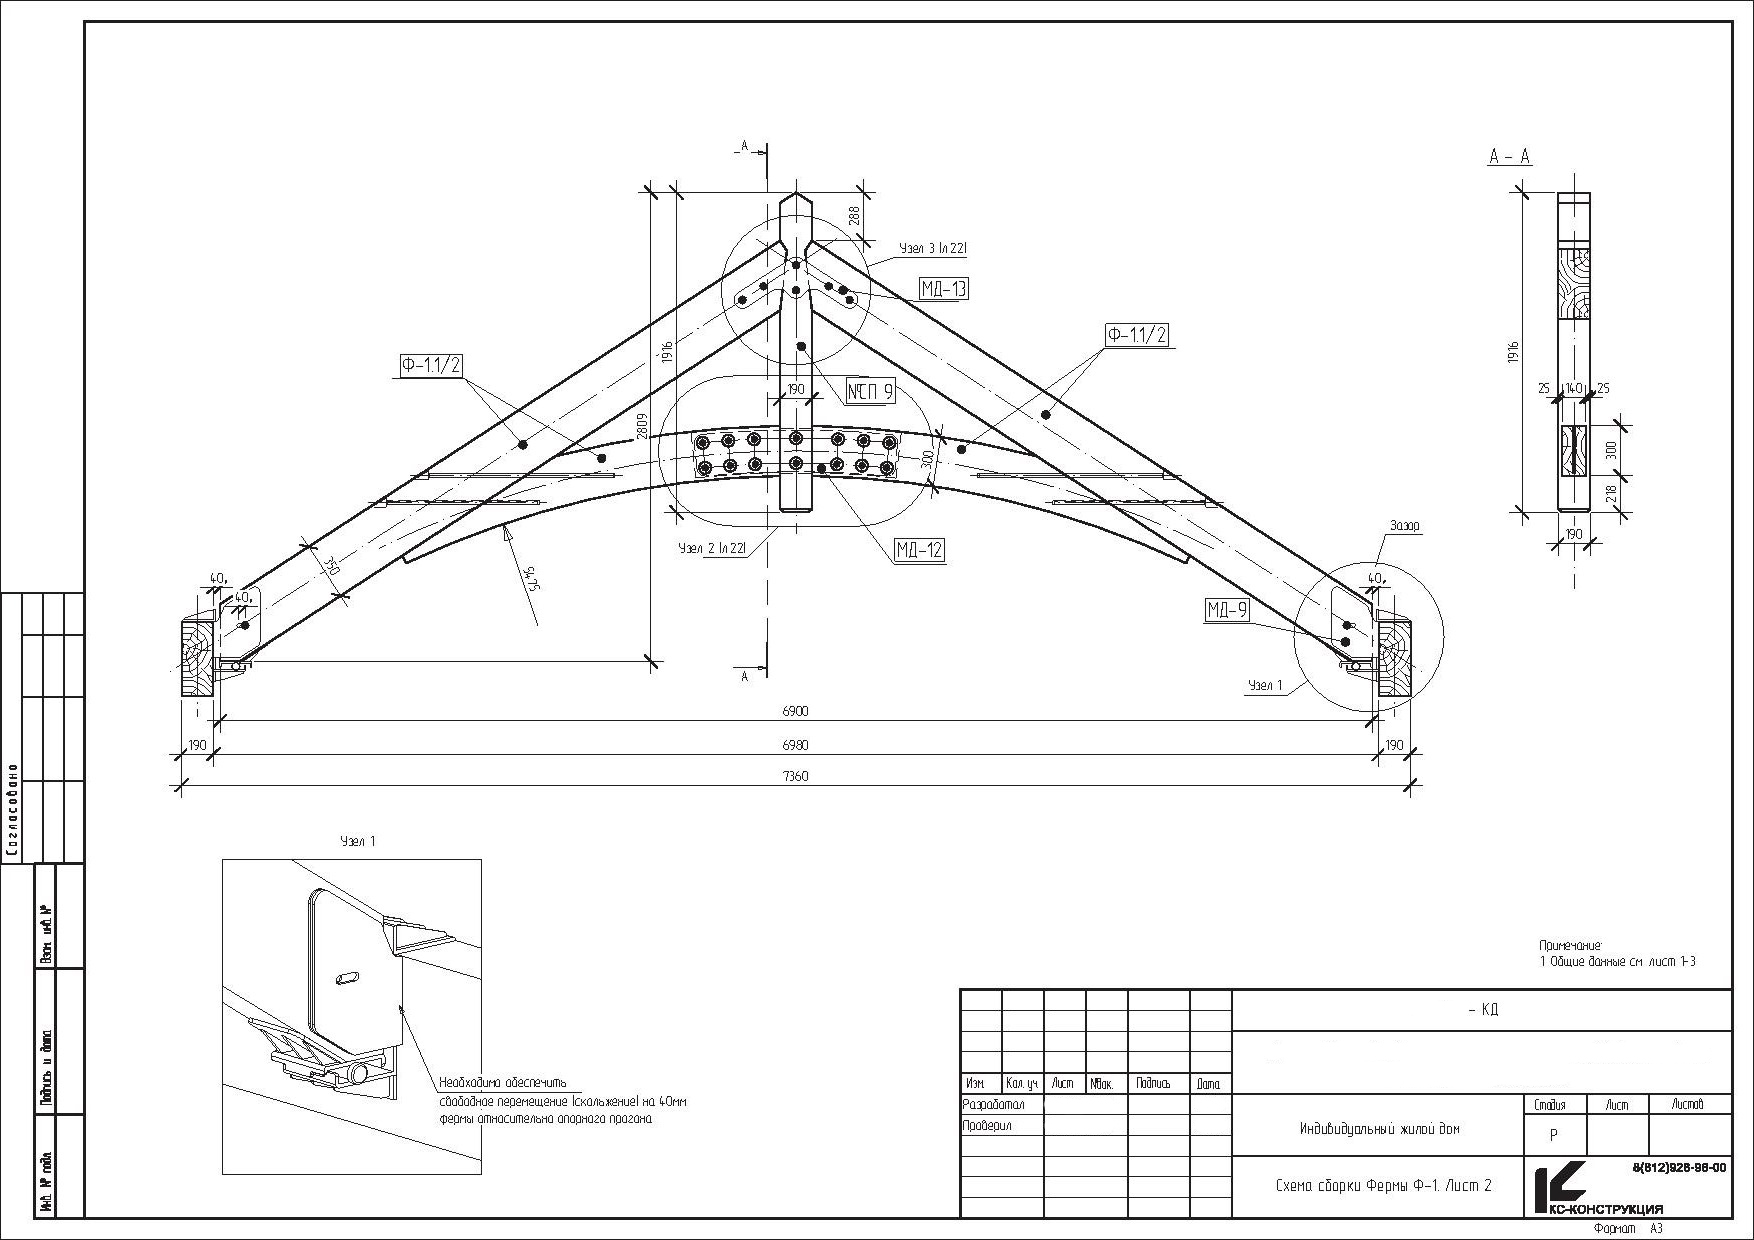 А
А – А
288
Узел 3 (л.22)
МД-13
Ф-1.1/2
Ф-1.1/2
1916
1916
№СП 9
190
25 140 25
2809
300
300
218
190
Узел 2 (л.22)
МД-12
Зазор
350
5475
40
40
40
МД-9
А
Узел 1
6900
190
6980
190
7360
Узел 1
Необходимо обеспечить
свободное перемещение (скольжение) на 40мм
фермы относительно опорного прогона
Примечание:
1. Общие данные см. лист 1-3
- КД
Изм.
Кол. уч.
Лист
№док.
Подпись
Дата
Разработал
Проверил
Индивидуальный жилой дом
Стадия
Лист
Листов
Р
Схема сборки Фермы Ф-1. Лист 2
8(812)926-96-00
КС-КОНСТРУКЦИЯ
Формат А3
Согласовано
Взам. инв. №
Подпись и дата
Инв. № подл.